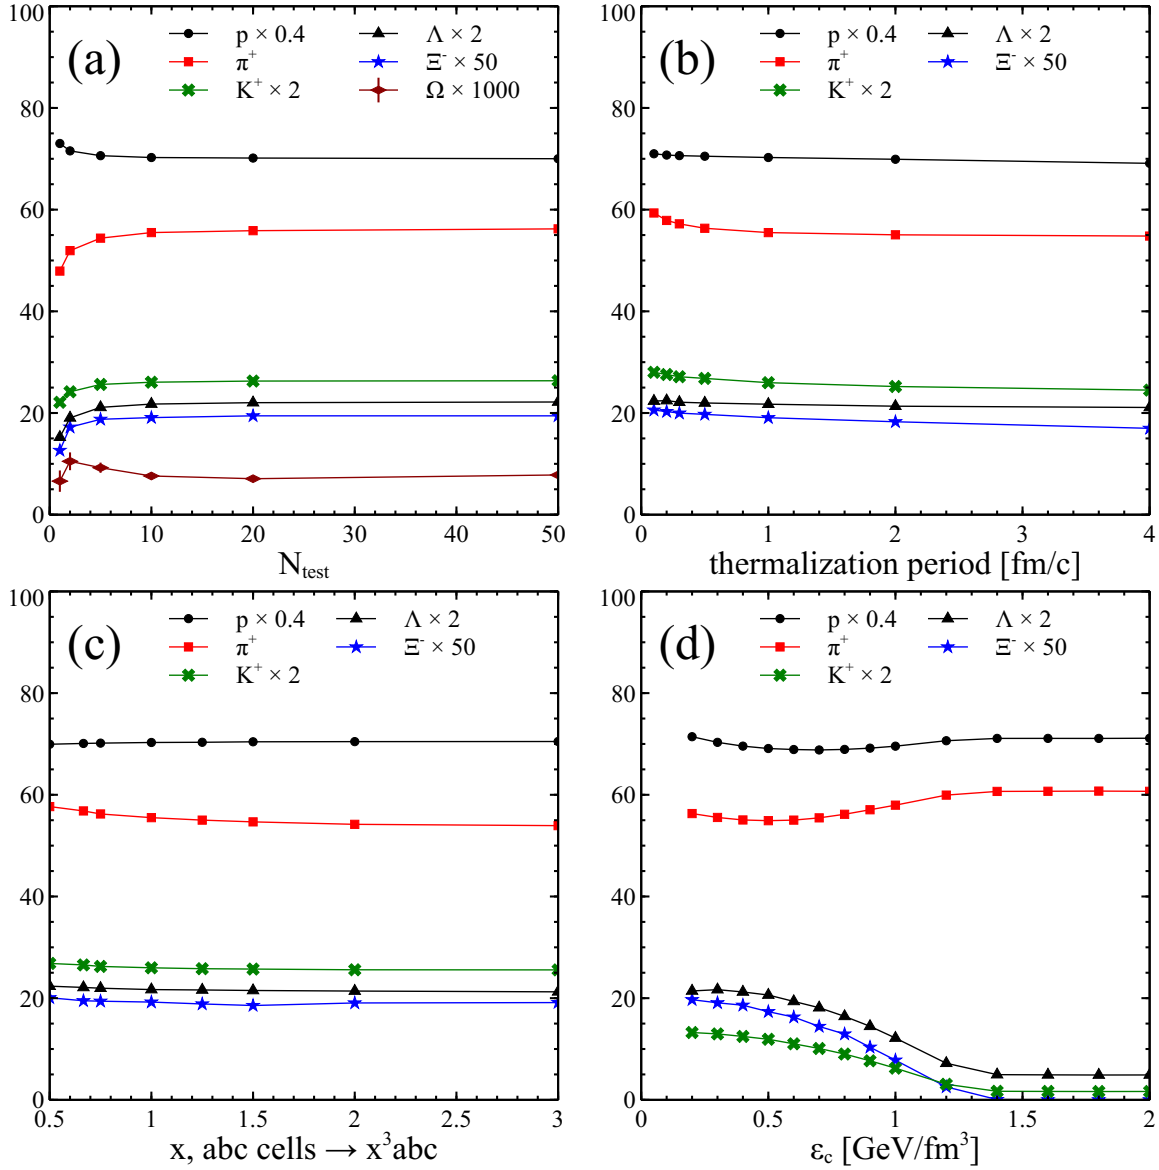 100
80
60
40
20
0
(a)
p × 0.4
π⁺
K⁺ × 2
Λ × 2
Ξ⁻ × 50
Ω × 1000
0 10 20 30 40 50
N_test
100
80
60
40
20
0
(b)
p × 0.4
π⁺
K⁺ × 2
Λ × 2
Ξ⁻ × 50
0 1 2 3 4
thermalization period [fm/c]
100
80
60
40
20
0
(c)
p × 0.4
π⁺
K⁺ × 2
Λ × 2
Ξ⁻ × 50
0.5 1 1.5 2 2.5 3
x, abc cells → x³abc
100
80
60
40
20
0
(d)
p × 0.4
π⁺
K⁺ × 2
Λ × 2
Ξ⁻ × 50
0 0.5 1 1.5 2
ε_c [GeV/fm³]